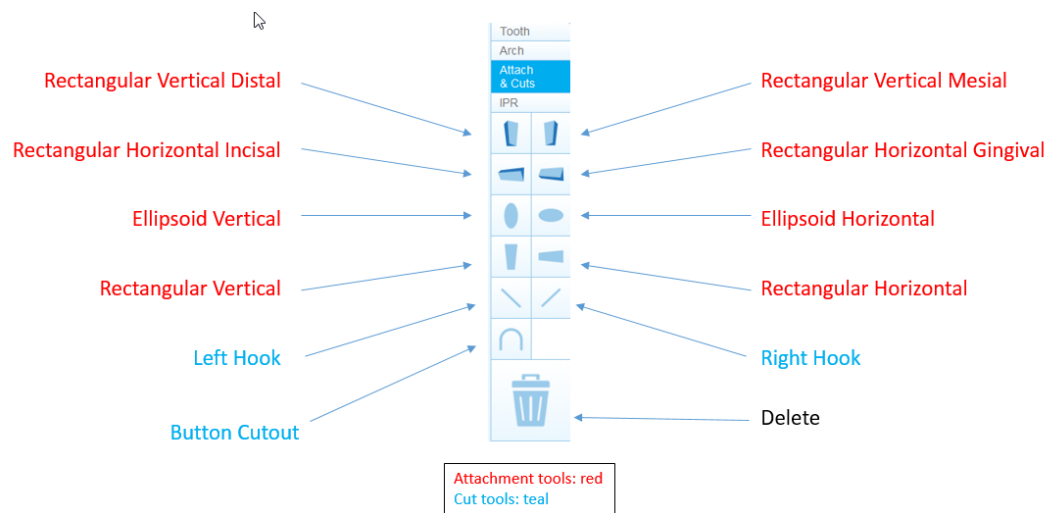 Tooth
Arch
Attach
& Cuts
IPR
Rectangular Vertical Distal
Rectangular Vertical Mesial
Rectangular Horizontal Incisal
Rectangular Horizontal Gingival
Ellipsoid Vertical
Ellipsoid Horizontal
Rectangular Vertical
Rectangular Horizontal
Left Hook
Right Hook
Button Cutout
Delete
Attachment tools: red
Cut tools: teal